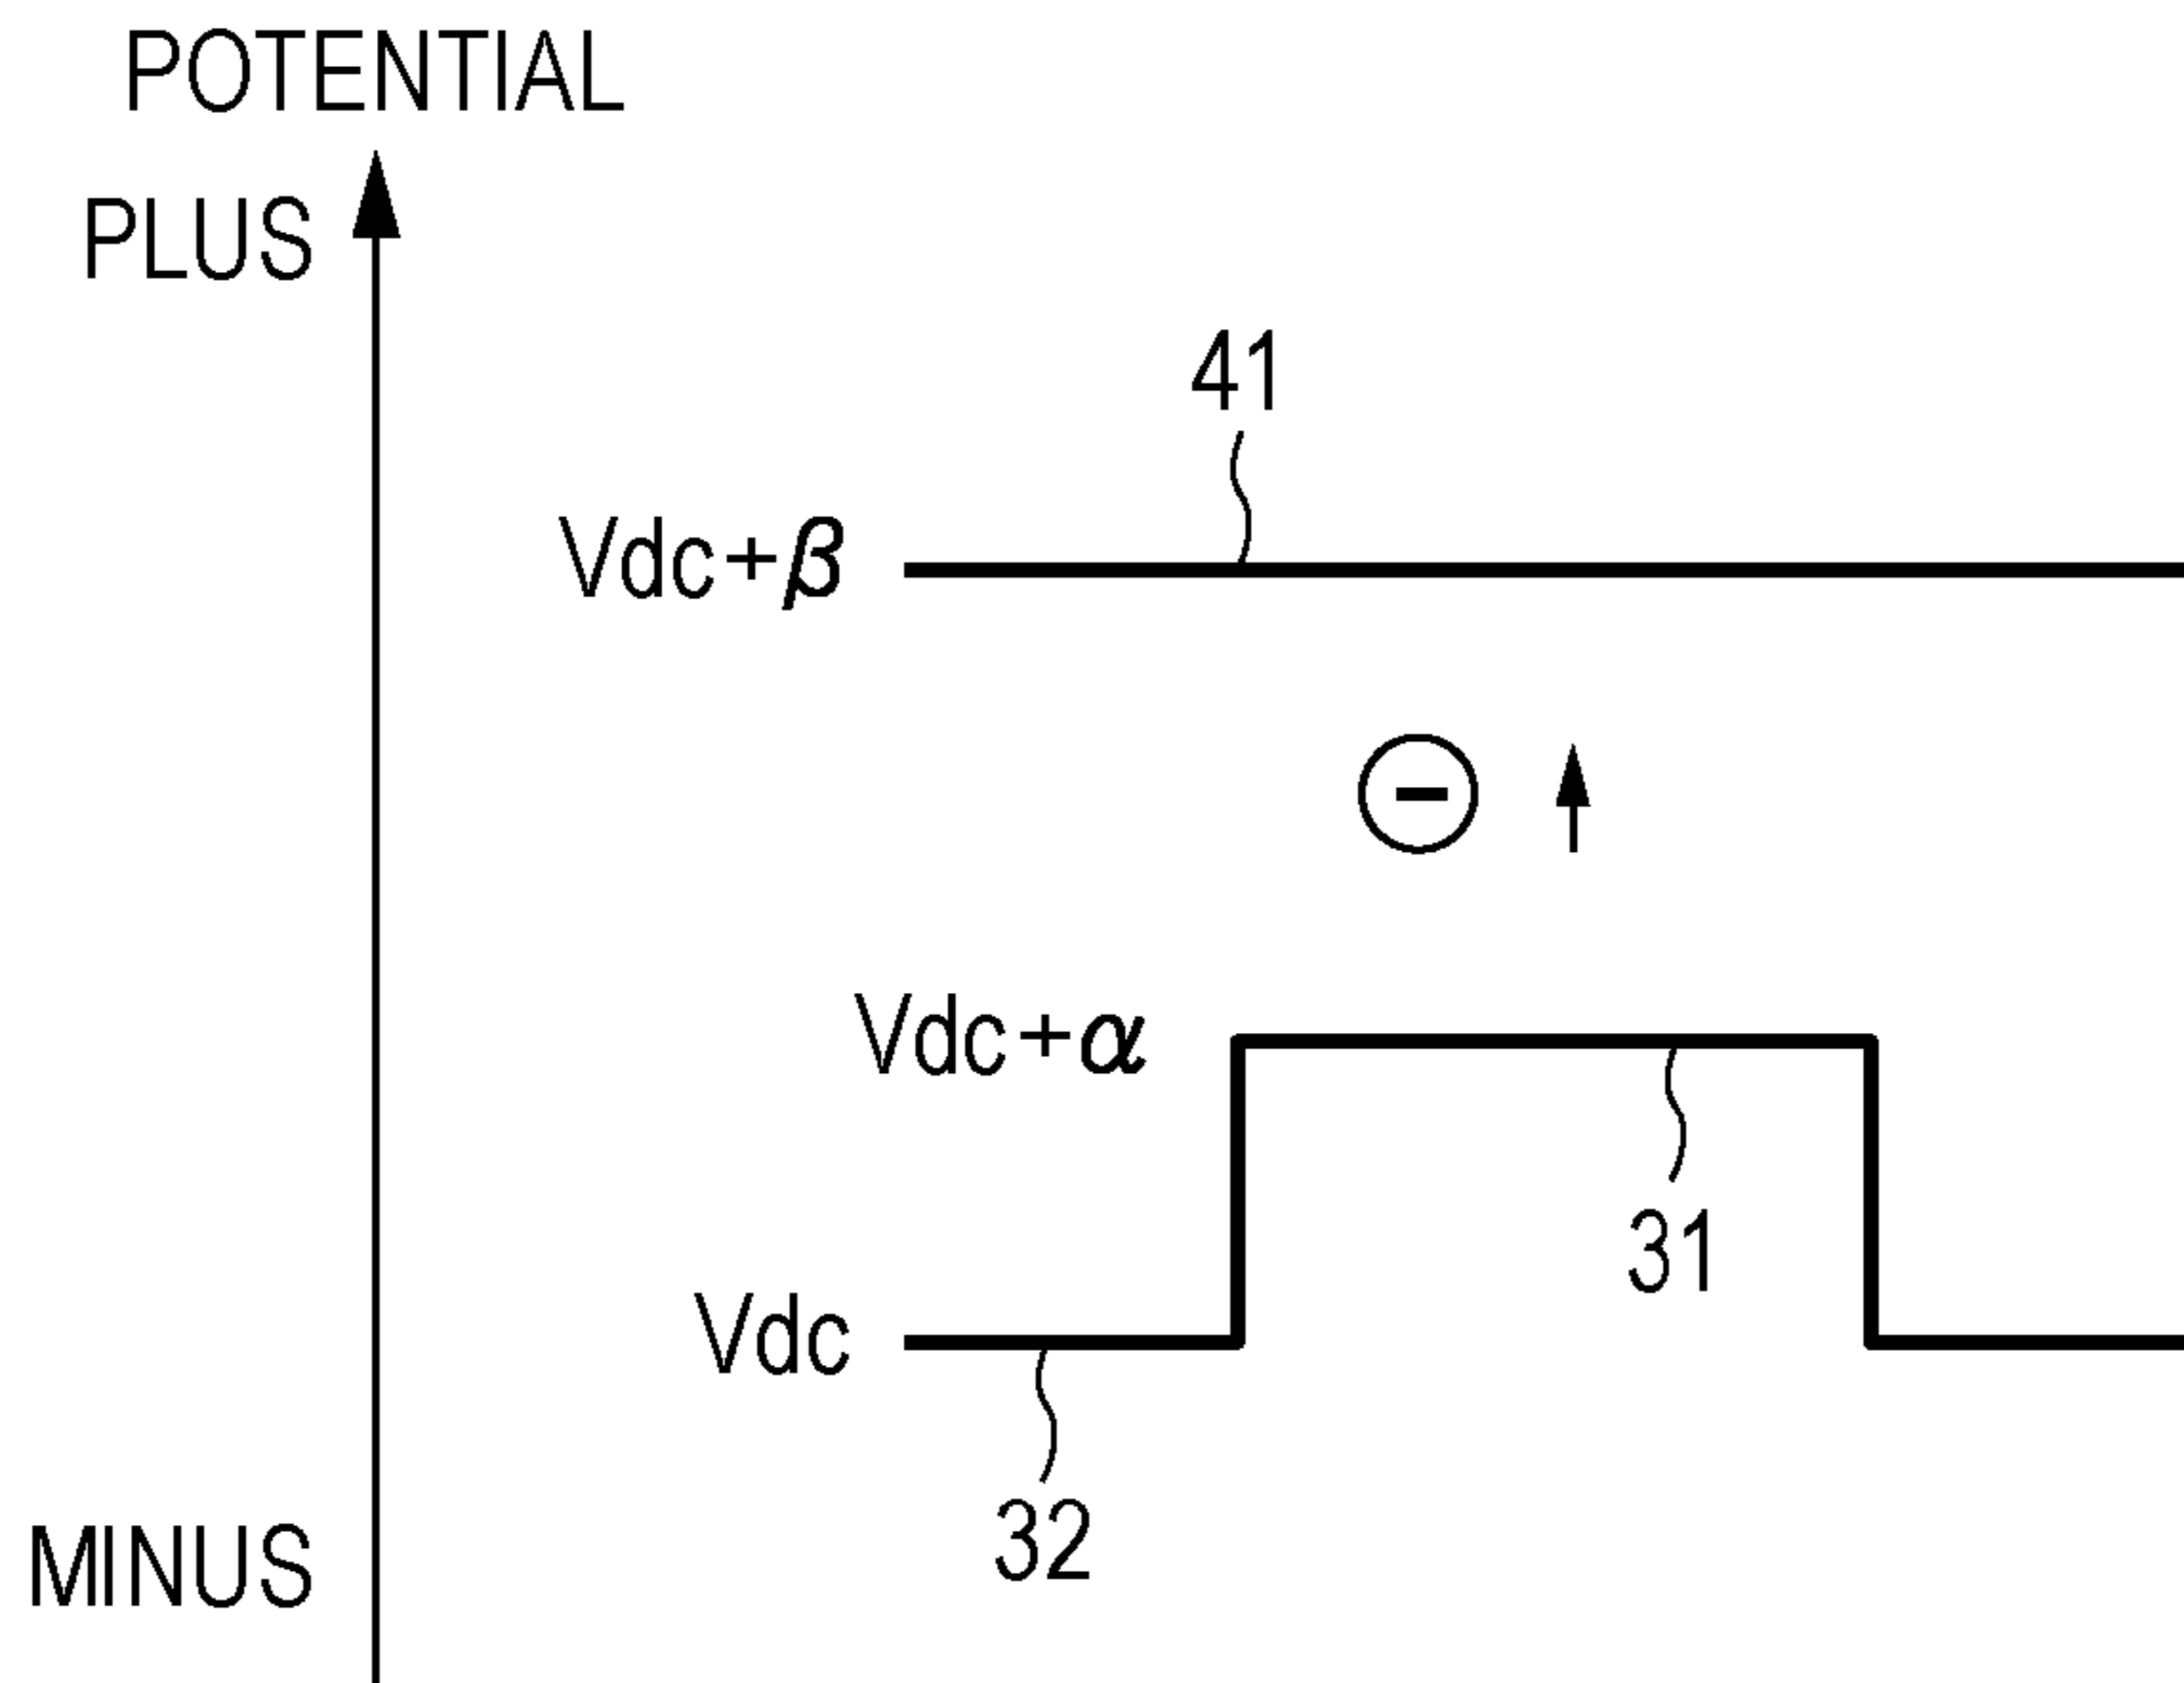 POTENTIAL
PLUS
41
Vdc+β
−
Vdc+α
31
Vdc
32
MINUS